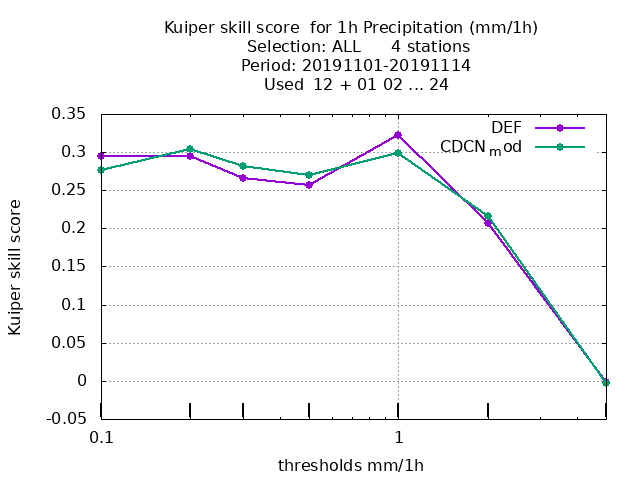 Kuiper skill score  for 1h Precipitation (mm/1h)
Selection: ALL      4 stations
Period: 20191101-20191114
Used  12 + 01 02 ... 24
DEF
CDCNmod
0.35
0.3
0.25
0.2
0.15
0.1
0.05
0
-0.05
0.1
1
Kuiper skill score
thresholds mm/1h